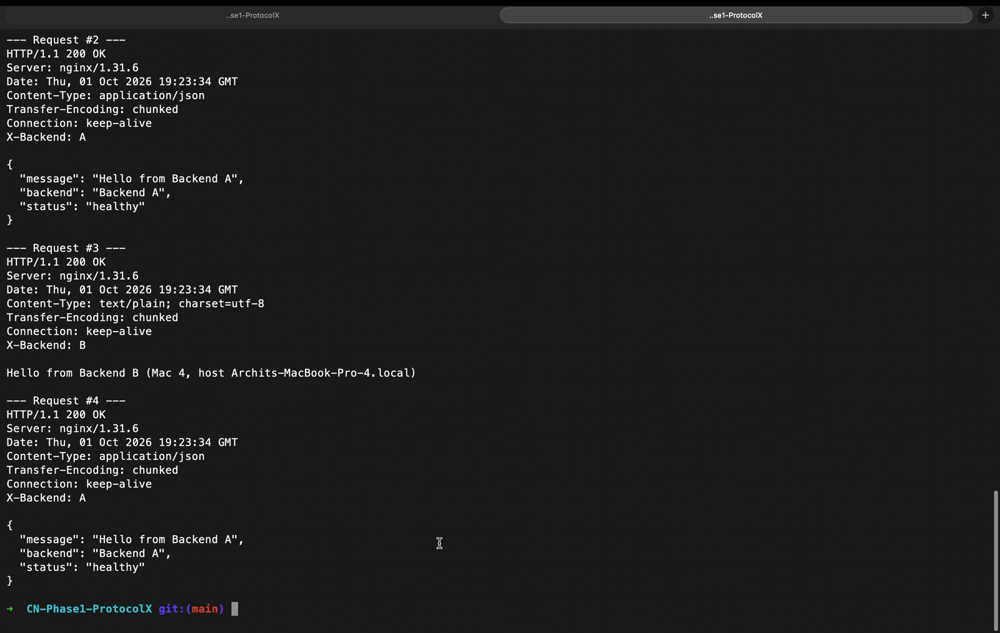 ..se1-ProtocolX
..se1-ProtocolX
+
--- Request #2 ---
HTTP/1.1 200 OK
Server: nginx/1.31.6
Date: Thu, 01 Oct 2026 19:23:34 GMT
Content-Type: application/json
Transfer-Encoding: chunked
Connection: keep-alive
X-Backend: A
{
  "message": "Hello from Backend A",
  "backend": "Backend A",
  "status": "healthy"
}
--- Request #3 ---
HTTP/1.1 200 OK
Server: nginx/1.31.6
Date: Thu, 01 Oct 2026 19:23:34 GMT
Content-Type: text/plain; charset=utf-8
Transfer-Encoding: chunked
Connection: keep-alive
X-Backend: B
Hello from Backend B (Mac 4, host Archits-MacBook-Pro-4.local)
--- Request #4 ---
HTTP/1.1 200 OK
Server: nginx/1.31.6
Date: Thu, 01 Oct 2026 19:23:34 GMT
Content-Type: application/json
Transfer-Encoding: chunked
Connection: keep-alive
X-Backend: A
{
  "message": "Hello from Backend A",
  "backend": "Backend A",
  "status": "healthy"
}
➜  CN-Phase1-ProtocolX git:(main)